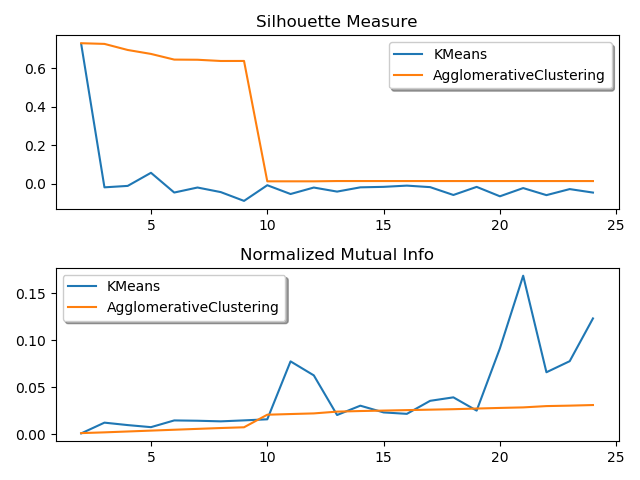 Silhouette Measure
KMeans
AgglomerativeClustering
0.6
0.4
0.2
0.0
5 10 15 20 25
Normalized Mutual Info
KMeans
AgglomerativeClustering
0.15
0.10
0.05
0.00
5 10 15 20 25